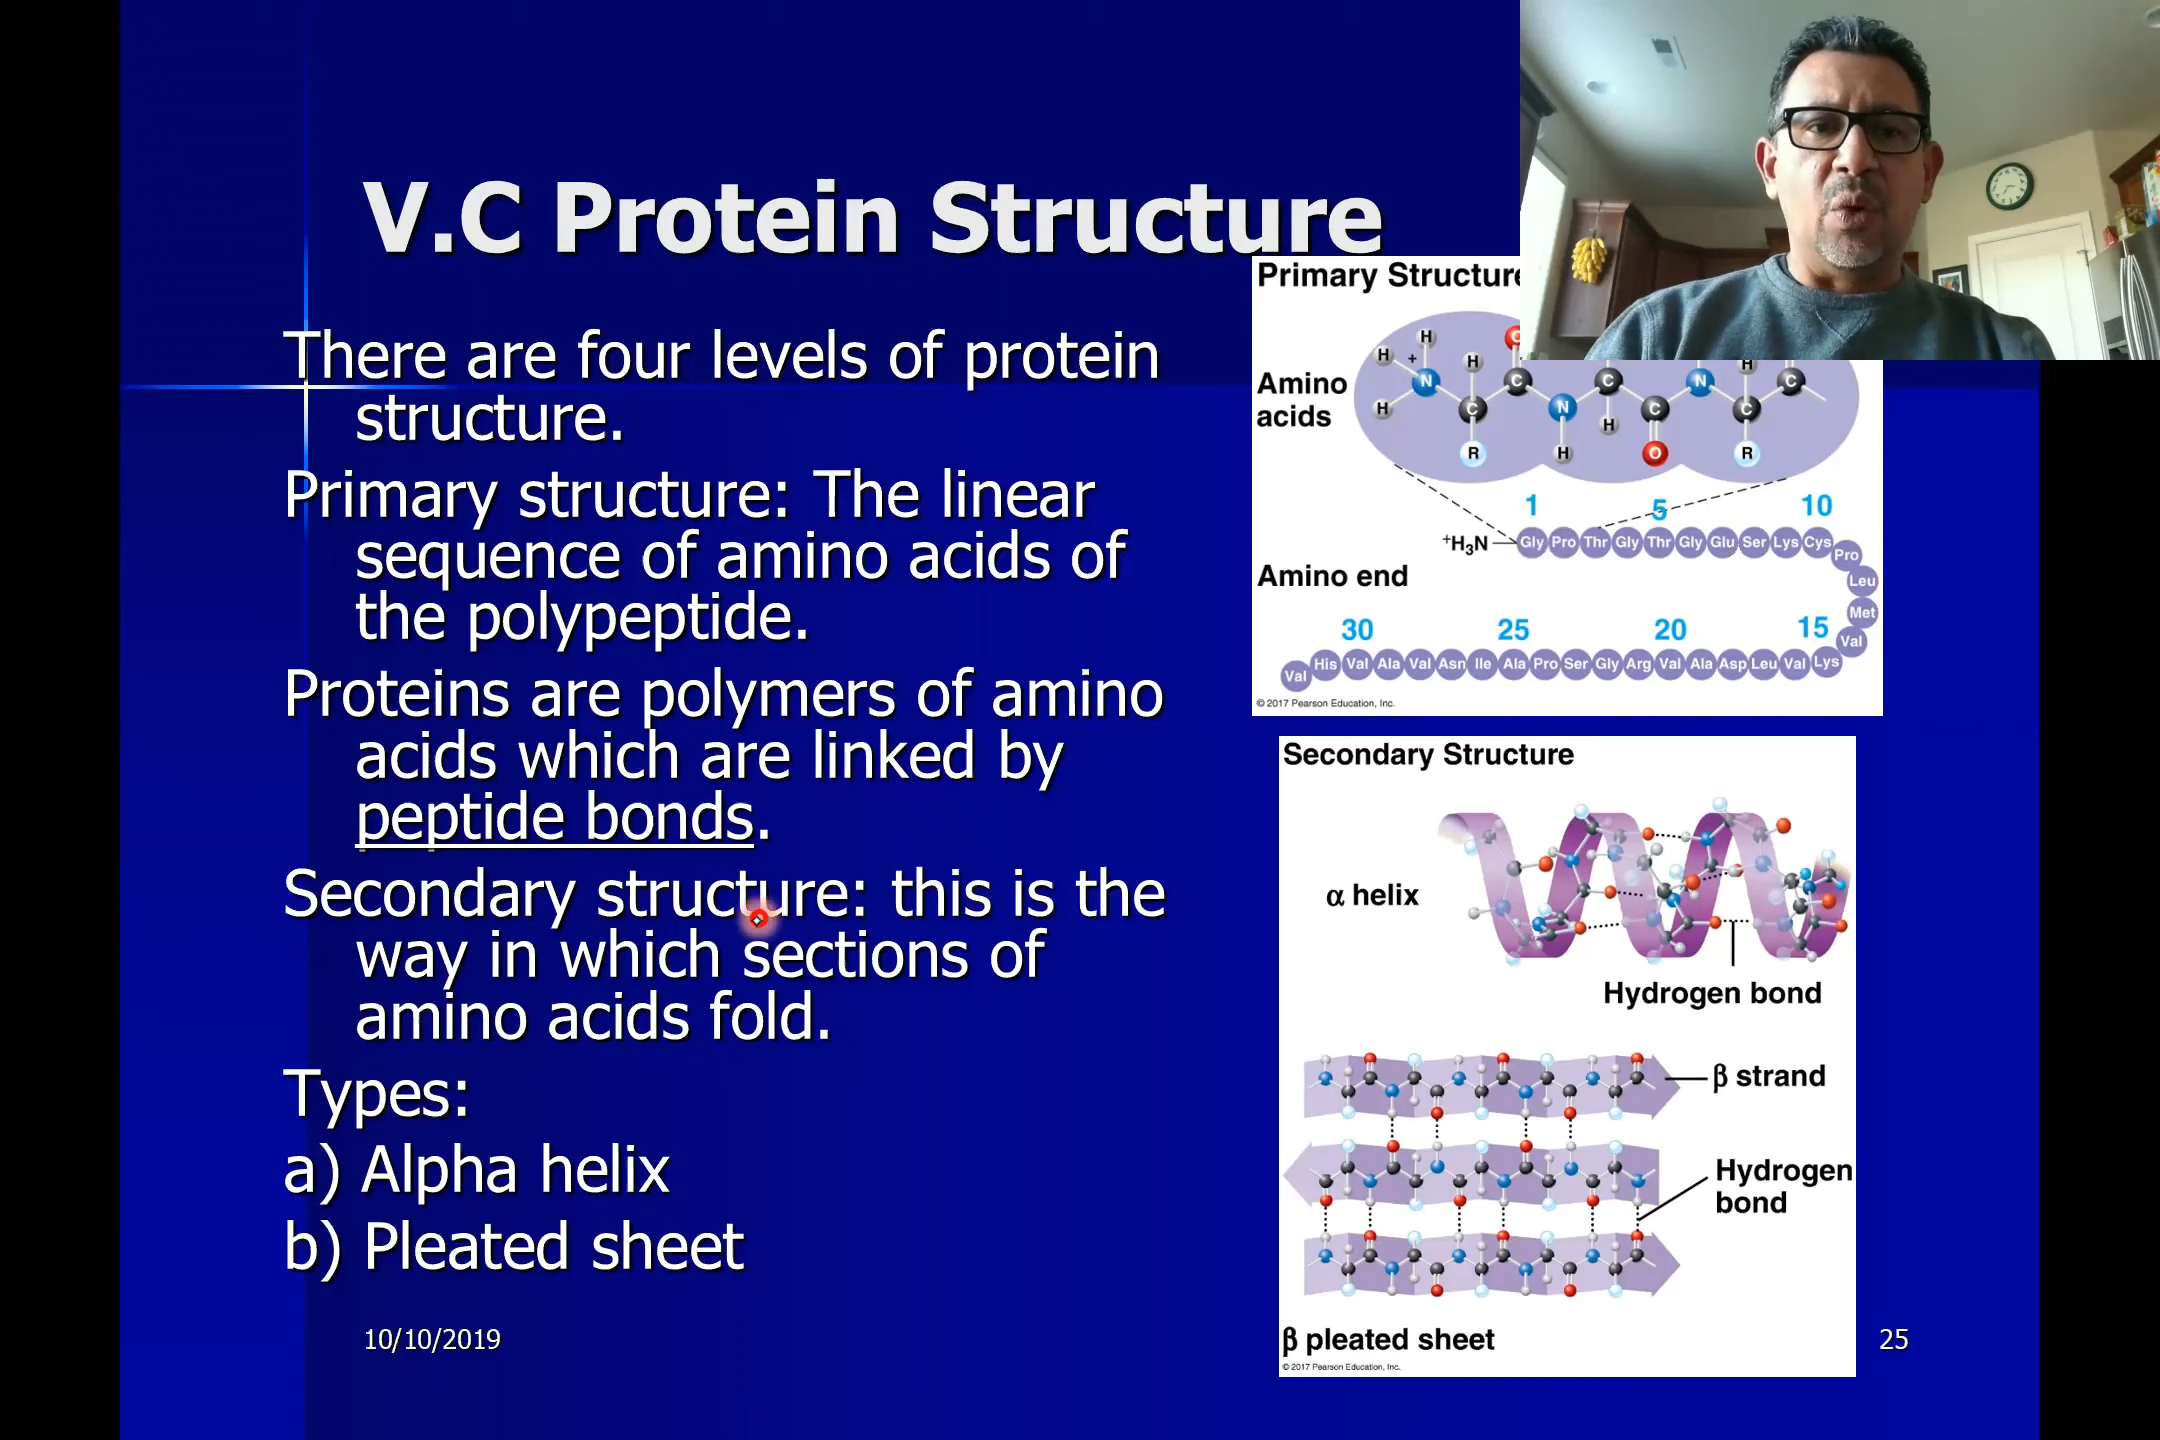 V.C Protein Structure
There are four levels of protein
structure.
Primary structure: The linear
sequence of amino acids of
the polypeptide.
Proteins are polymers of amino
acids which are linked by
peptide bonds.
Secondary structure: this is the
way in which sections of
amino acids fold.
Types:
a) Alpha helix
b) Pleated sheet
10/10/2019
Primary Structure
Amino
acids
H H + H H N C C N H C H C O N H C C R H R
1 5 10
+H3N Gly Pro Thr Gly Thr Gly Glu Ser Lys Cys
Pro
Leu
Met
Val
Amino end
30 25 20 15
Val His Val Ala Val Asn Ile Ala Pro Ser Gly Arg Val Ala Asp Leu Val Lys
© 2017 Pearson Education, Inc.
Secondary Structure
α helix
Hydrogen bond
β strand
Hydrogen
bond
β pleated sheet
© 2017 Pearson Education, Inc.
25